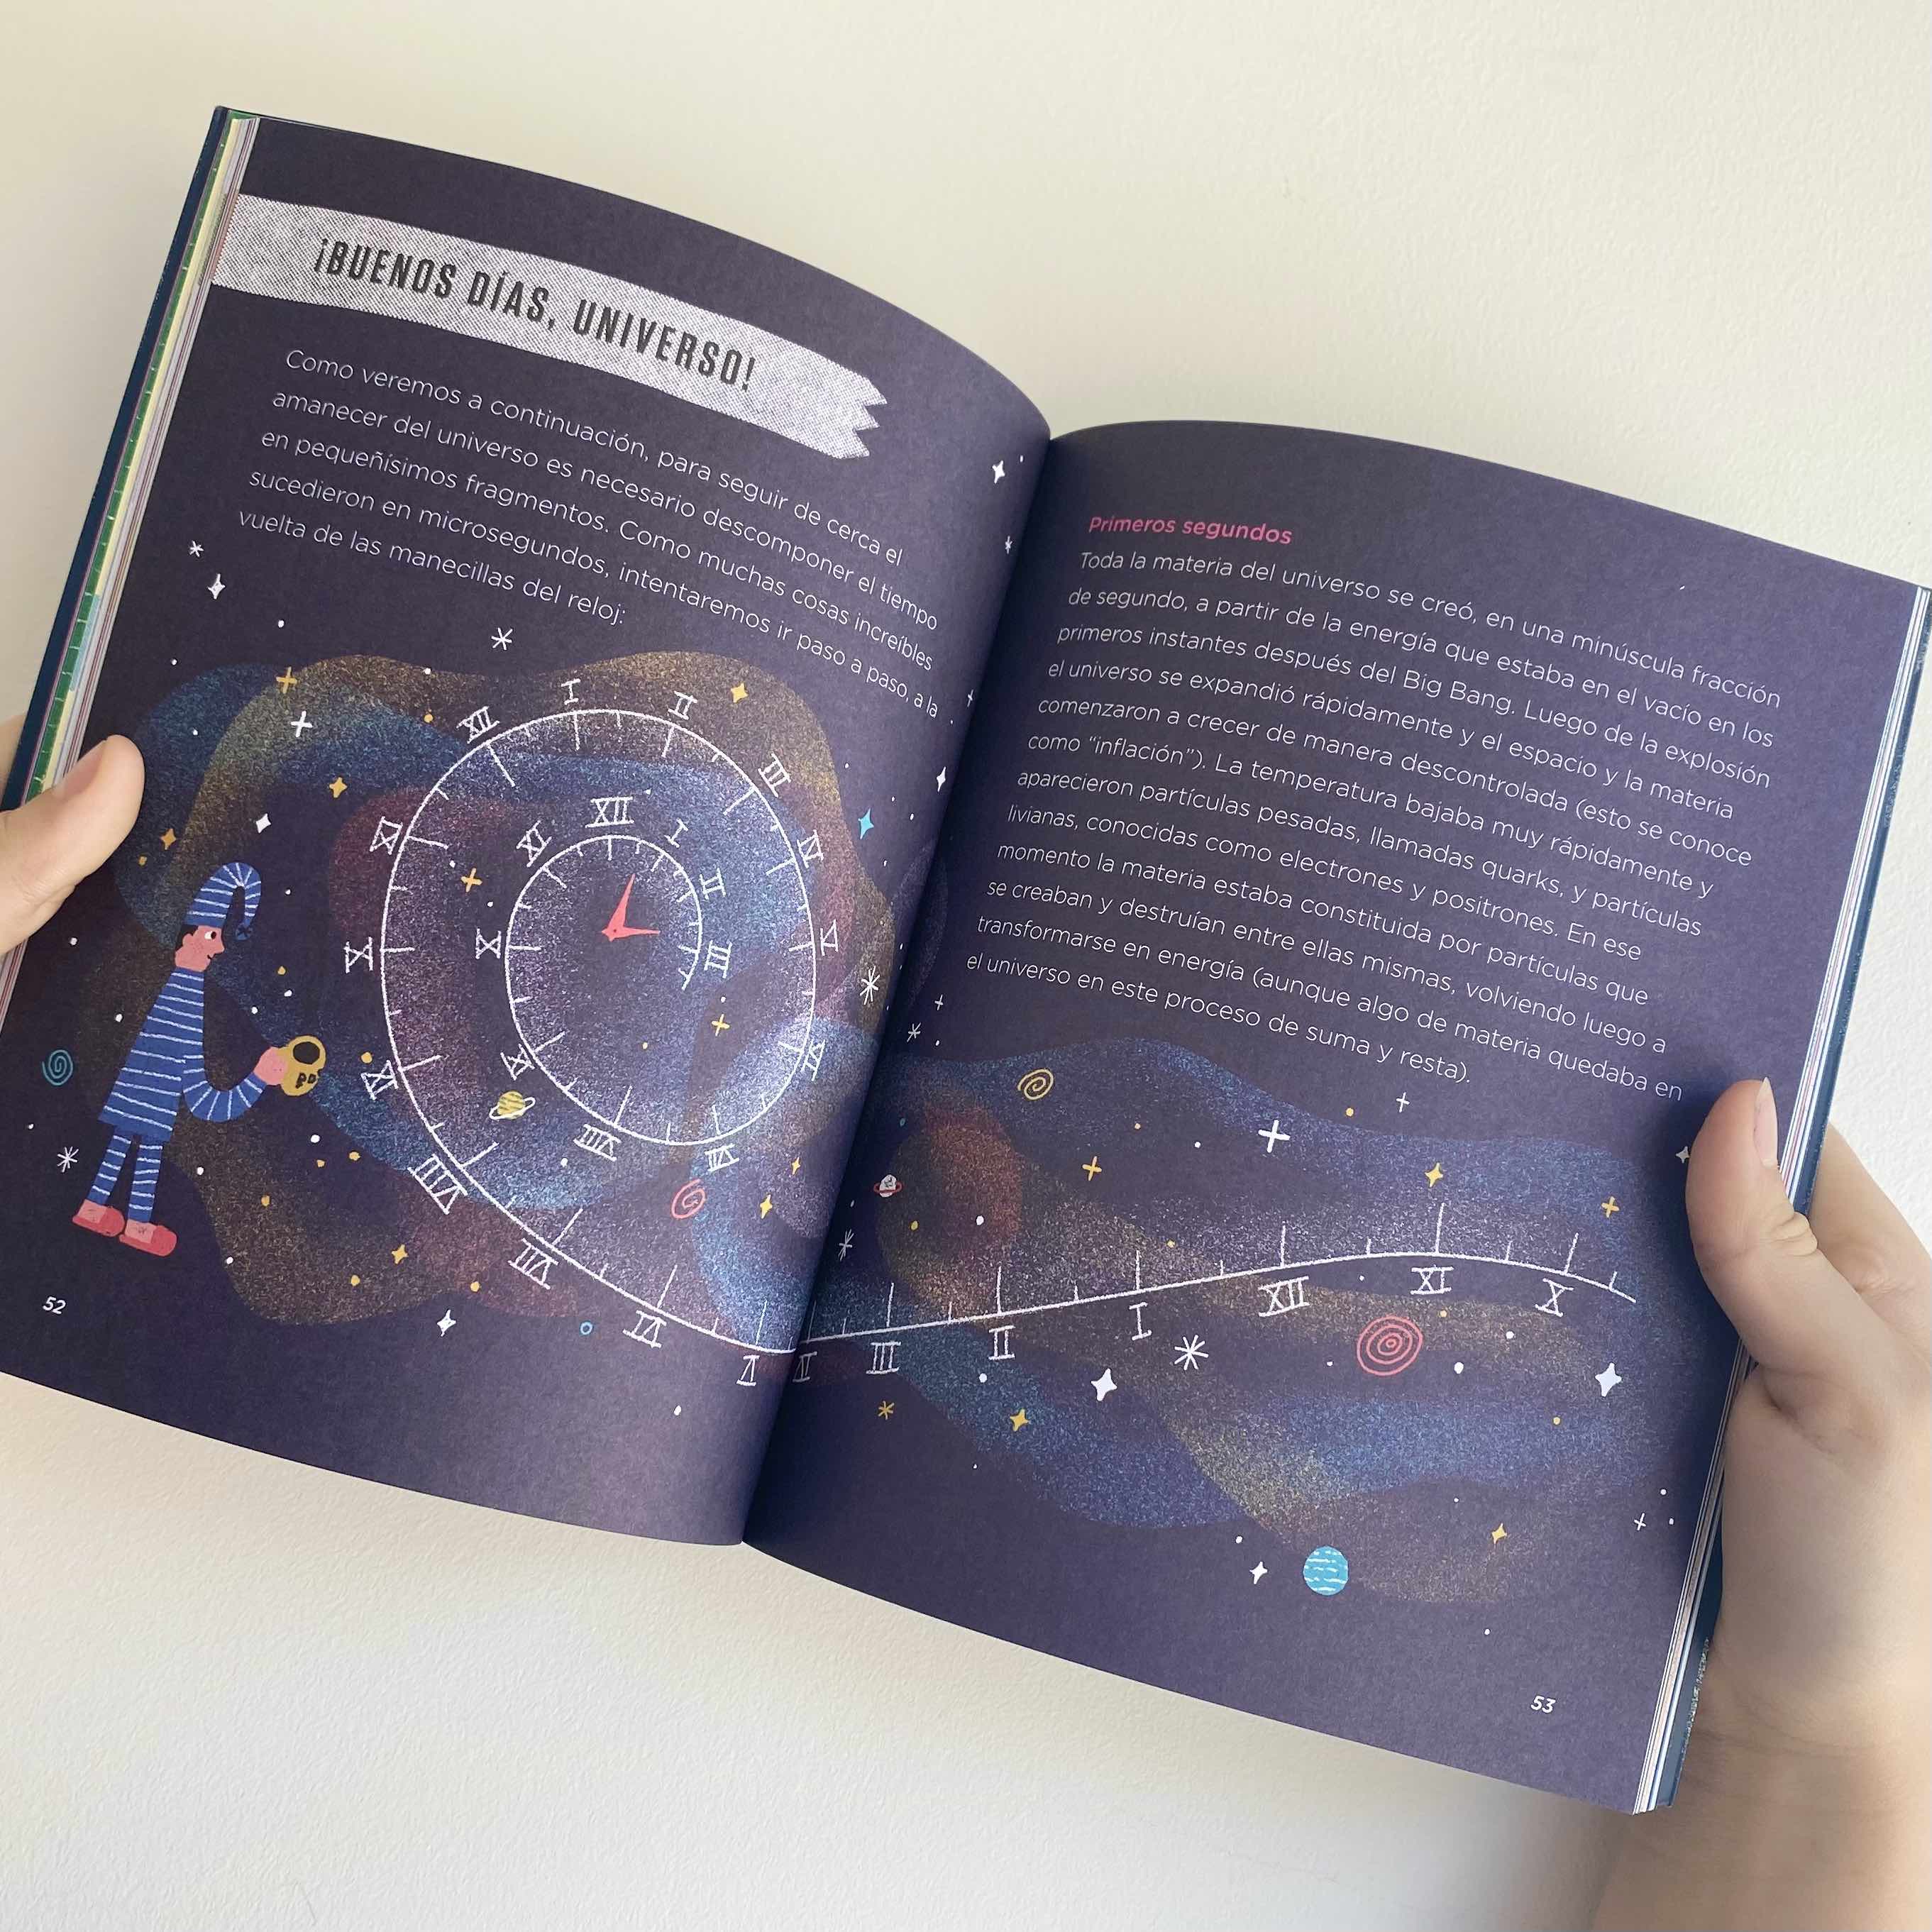 ¡BUENOS DÍAS, UNIVERSO!
Como veremos a continuación, para seguir de cerca el
amanecer del universo es necesario descomponer el tiempo
en pequeñísimos fragmentos. Como muchas cosas increíbles
sucedieron en microsegundos, intentaremos ir paso a paso, a la
vuelta de las manecillas del reloj:
III
II
I
XII
XI
X
IX
VIII
VII
VI
V
IV
III
II
I
XII
XI
X
IX
VIII
VII
VI
V
52
Primeros segundos
Toda la materia del universo se creó, en una minúscula fracción
de segundo, a partir de la energía que estaba en el vacío en los
primeros instantes después del Big Bang. Luego de la explosión
el universo se expandió rápidamente y el espacio y la materia
comenzaron a crecer de manera descontrolada (esto se conoce
como “inflación”). La temperatura bajaba muy rápidamente y
aparecieron partículas pesadas, llamadas quarks, y partículas
livianas, conocidas como electrones y positrones. En ese
momento la materia estaba constituida por partículas que
se creaban y destruían entre ellas mismas, volviendo luego a
transformarse en energía (aunque algo de materia quedaba en
el universo en este proceso de suma y resta).
IV
III
II
I
XII
XI
X
53